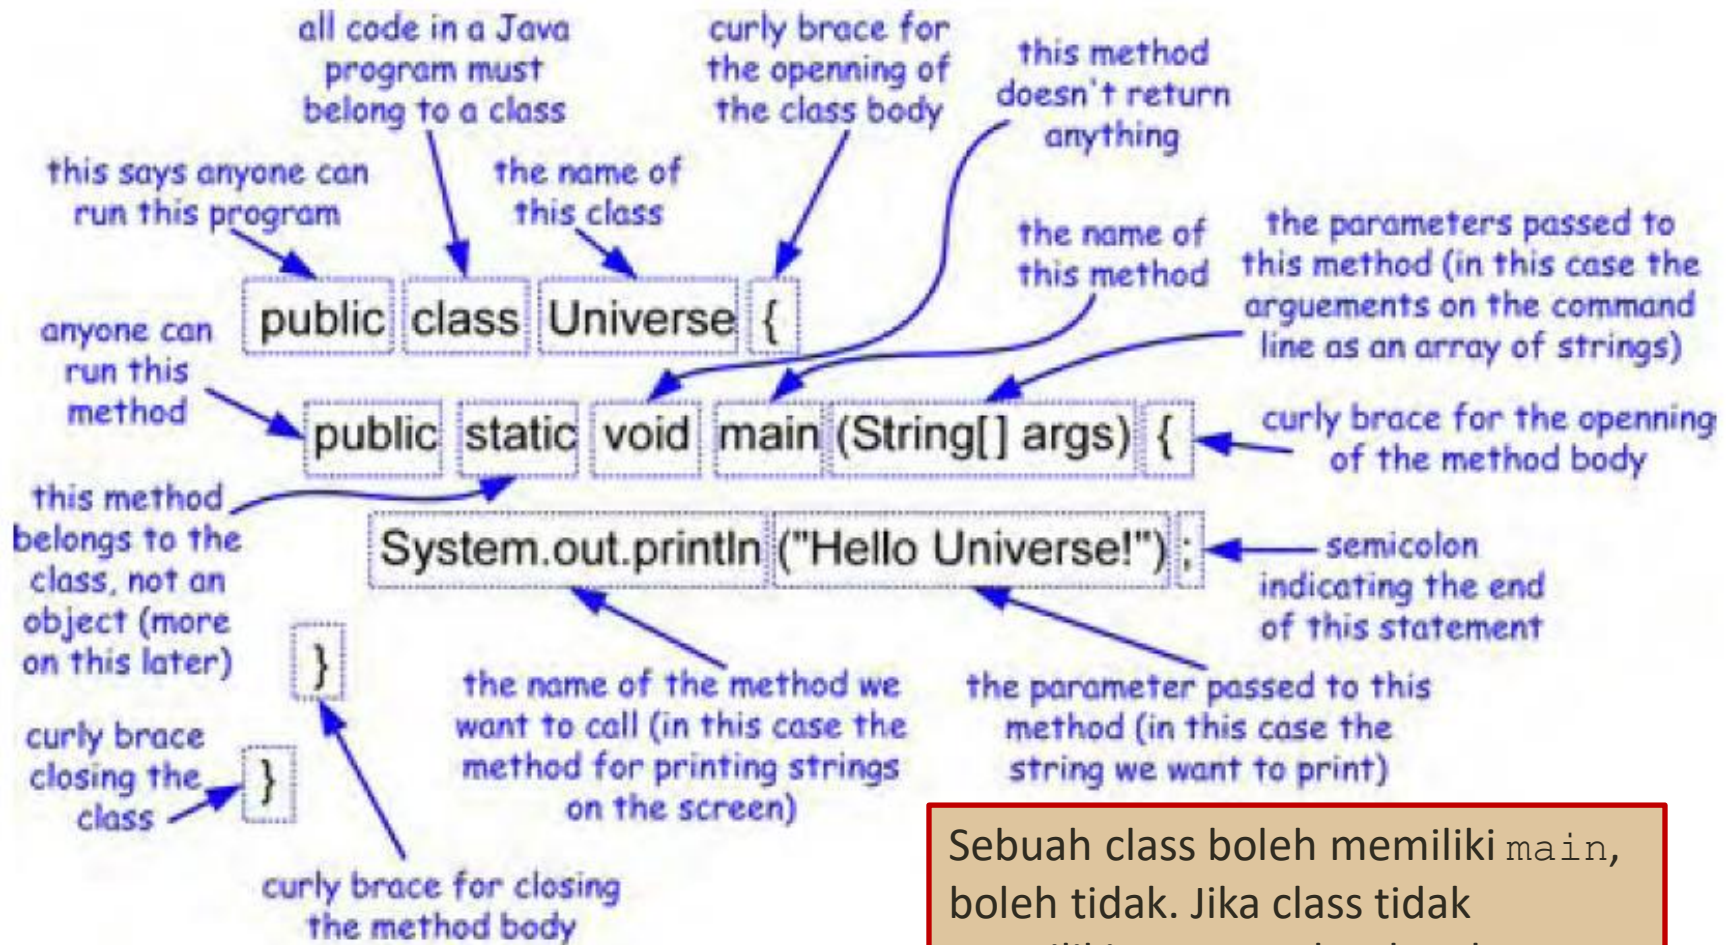 all code in a Java
program must
belong to a class
curly brace for
the openning of
the class body
this method
doesn't return
anything
this says anyone can
run this program
the name of
this class
the name of
this method
the parameters passed to
this method (in this case the
arguements on the command
line as an array of strings)
public class Universe {
anyone can
run this
method
public static void main (String[] args) {
curly brace for the openning
of the method body
this method
belongs to the
class, not an
object (more
on this later)
System.out.println ("Hello Universe!") ;
semicolon
indicating the end
of this statement
}
the name of the method we
want to call (in this case the
method for printing strings
on the screen)
the parameter passed to this
method (in this case the
string we want to print)
curly brace
closing the
class
}
curly brace for closing
the method body
Sebuah class boleh memiliki main,
boleh tidak. Jika class tidak